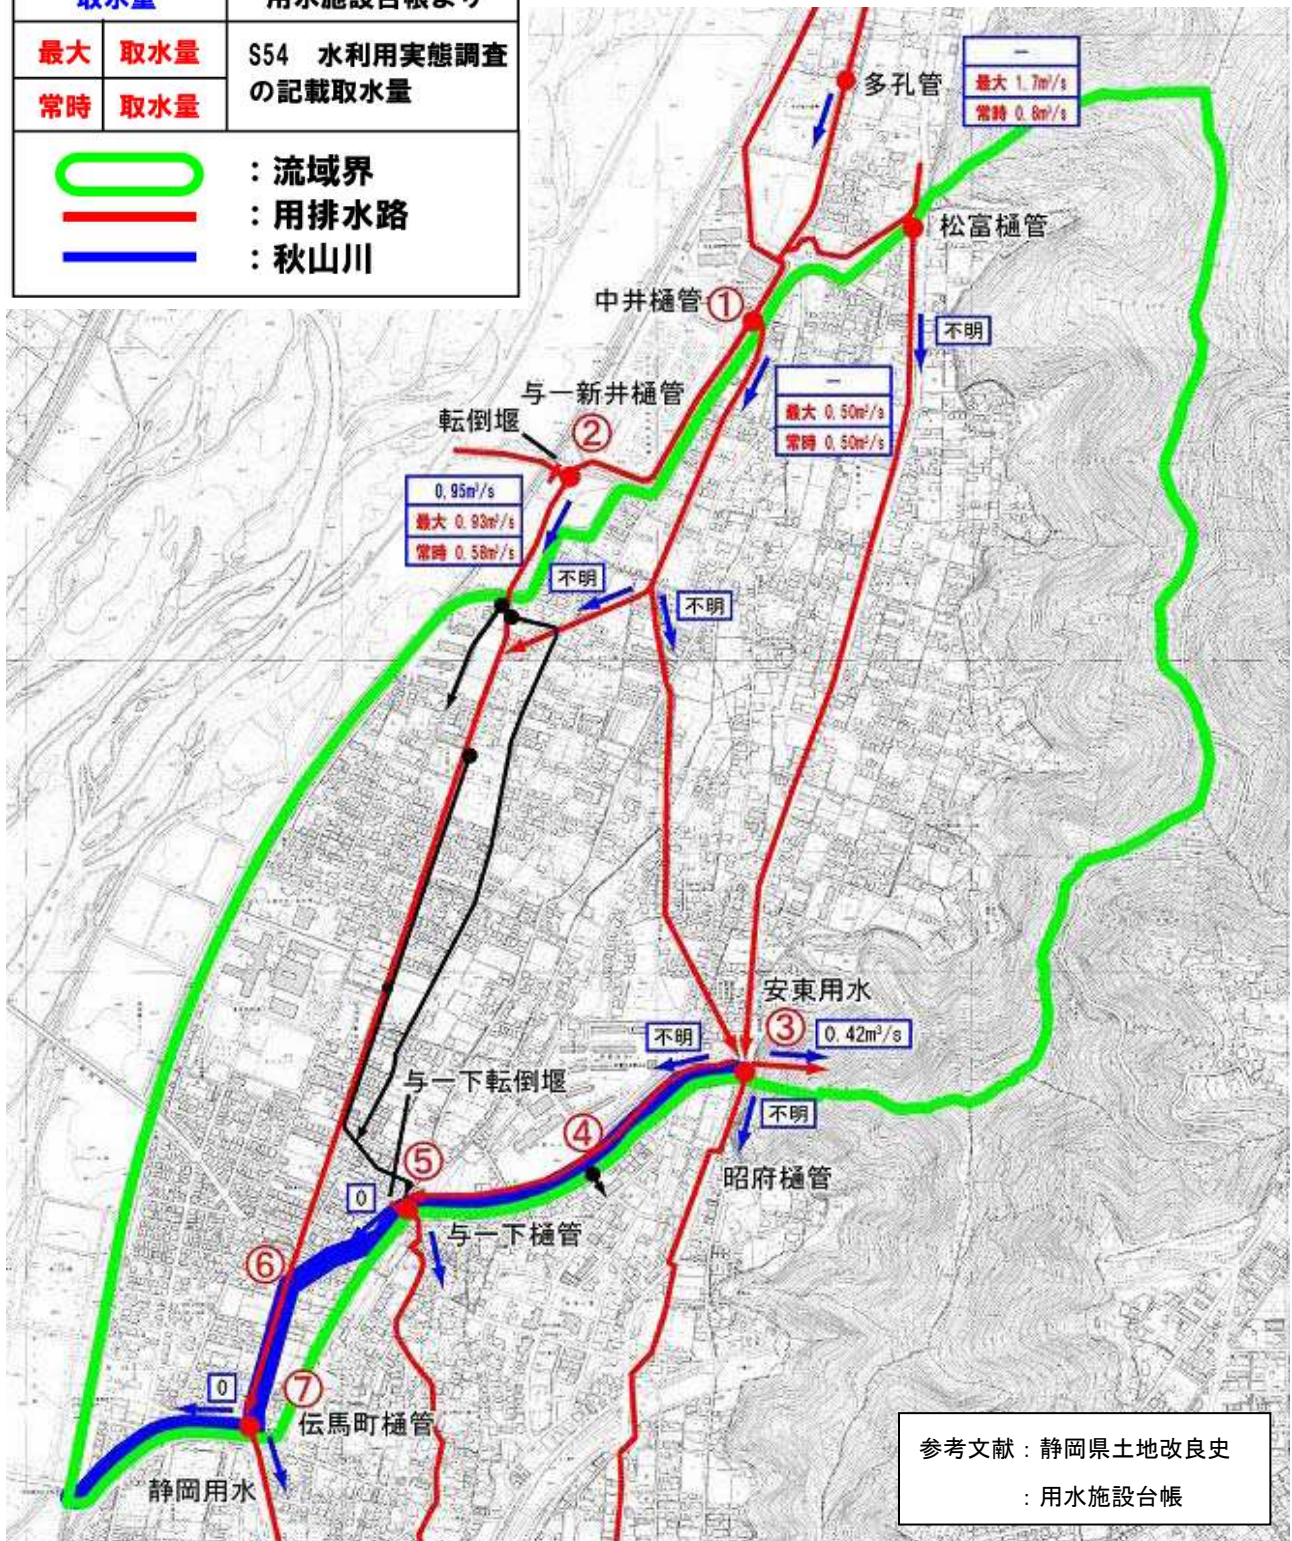 取水量 用水施設台帳より
最大 取水量 S54 水利用実態調査
の記載取水量
常時 取水量
：流域界
：用排水路
：秋山川
多孔管
－
最大 1.7m³/s
常時 0.8m³/s
松富樋管
中井樋管 ①
不明
－
最大 0.50m³/s
常時 0.50m³/s
与一新井樋管
転倒堰
②
0.95m³/s
最大 0.93m³/s
常時 0.58m³/s
不明
不明
安東用水
③
0.42m³/s
不明
不明
与一下転倒堰
④
昭府樋管
⑤
0
与一下樋管
⑥
0
⑦
伝馬町樋管
静岡用水
参考文献：静岡県土地改良史
：用水施設台帳